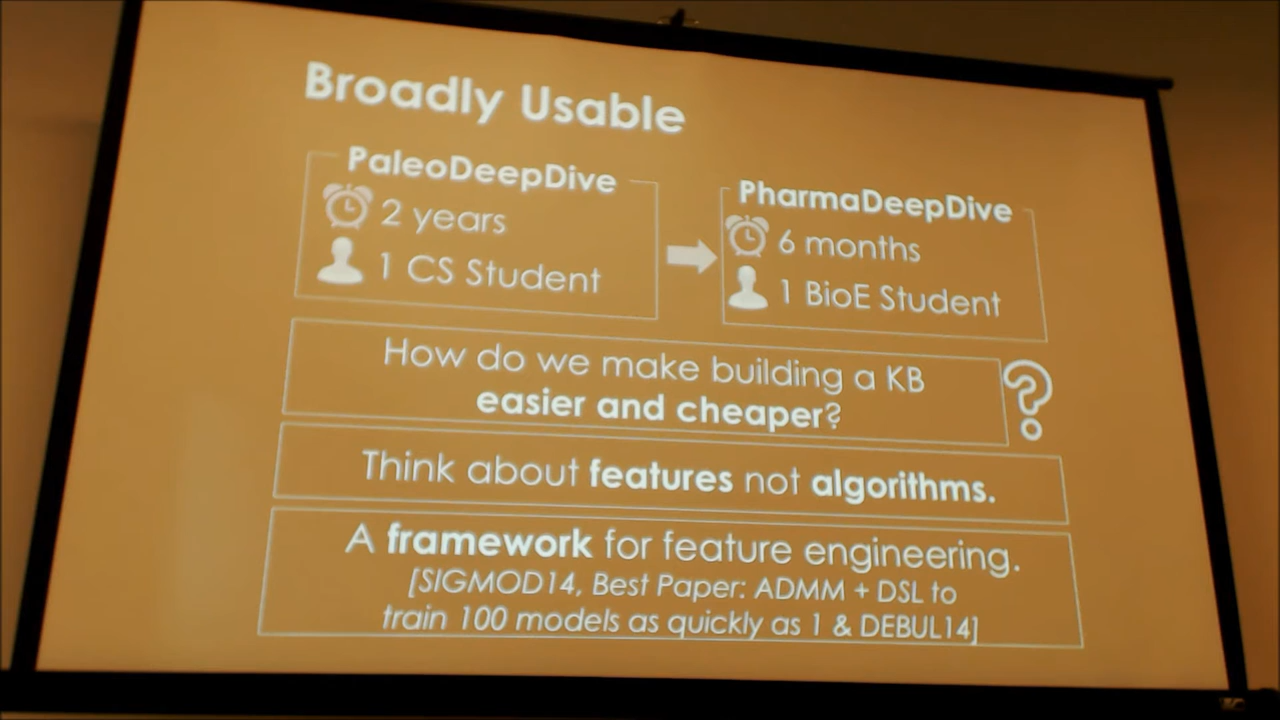 Broadly Usable
PaleoDeepDive
2 years
1 CS Student
PharmaDeepDive
6 months
1 BioE Student
How do we make building a KB
easier and cheaper?
Think about features not algorithms.
A framework for feature engineering.
[SIGMOD14, Best Paper: ADMM + DSL to
train 100 models as quickly as 1 & DEBUL14]